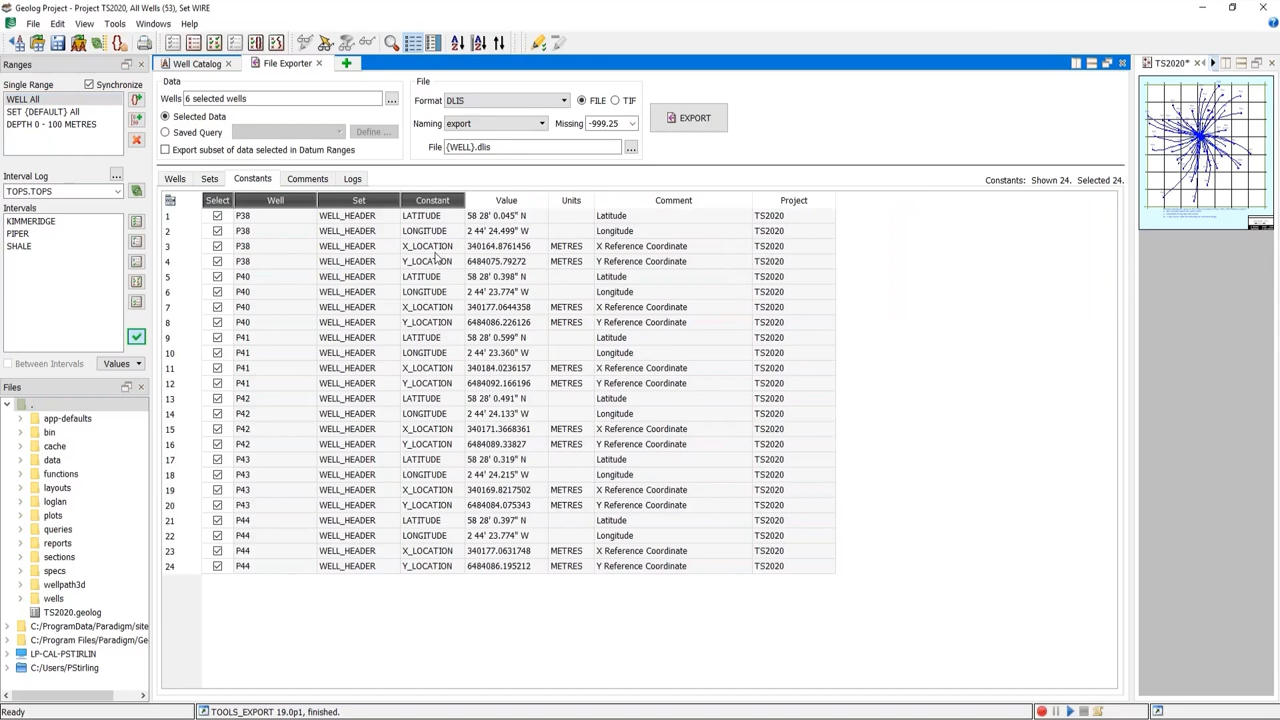 Geolog Project - Project TS2020, All Wells (53), Set WIRE
File Edit View Tools Windows Help
Ranges
Single Range Synchronize
WELL All
SET {DEFAULT} All
DEPTH 0 - 100 METRES
Interval Log ...
TOPS.TOPS
Intervals
KIMMERIDGE
PIPER
SHALE
Between Intervals Values
Files
.
app-defaults
bin
cache
data
functions
layouts
loglan
plots
queries
reports
sections
specs
wellpath3d
wells
TS2020.geolog
C:/ProgramData/Paradigm/site
C:/Program Files/Paradigm/Ge
LP-CAL-PSTIRLIN
C:/Users/PStirling
Well Catalog File Exporter
Data
Wells 6 selected wells ...
Selected Data
Saved Query Define ...
Export subset of data selected in Datum Ranges
File
Format DLIS FILE TIF
Naming export Missing -999.25
File {WELL}.dlis ...
EXPORT
Wells Sets Constants Comments Logs
Constants: Shown 24. Selected 24.
Select Well Set Constant Value Units Comment Project
1 P38 WELL_HEADER LATITUDE 58 28' 0.045" N Latitude TS2020
2 P38 WELL_HEADER LONGITUDE 2 44' 24.499" W Longitude TS2020
3 P38 WELL_HEADER X_LOCATION 340164.8761456 METRES X Reference Coordinate TS2020
4 P38 WELL_HEADER Y_LOCATION 6484075.79272 METRES Y Reference Coordinate TS2020
5 P40 WELL_HEADER LATITUDE 58 28' 0.398" N Latitude TS2020
6 P40 WELL_HEADER LONGITUDE 2 44' 23.774" W Longitude TS2020
7 P40 WELL_HEADER X_LOCATION 340177.0644358 METRES X Reference Coordinate TS2020
8 P40 WELL_HEADER Y_LOCATION 6484086.226126 METRES Y Reference Coordinate TS2020
9 P41 WELL_HEADER LATITUDE 58 28' 0.599" N Latitude TS2020
10 P41 WELL_HEADER LONGITUDE 2 44' 23.360" W Longitude TS2020
11 P41 WELL_HEADER X_LOCATION 340184.0236157 METRES X Reference Coordinate TS2020
12 P41 WELL_HEADER Y_LOCATION 6484092.166196 METRES Y Reference Coordinate TS2020
13 P42 WELL_HEADER LATITUDE 58 28' 0.491" N Latitude TS2020
14 P42 WELL_HEADER LONGITUDE 2 44' 24.133" W Longitude TS2020
15 P42 WELL_HEADER X_LOCATION 340171.3668361 METRES X Reference Coordinate TS2020
16 P42 WELL_HEADER Y_LOCATION 6484089.33827 METRES Y Reference Coordinate TS2020
17 P43 WELL_HEADER LATITUDE 58 28' 0.319" N Latitude TS2020
18 P43 WELL_HEADER LONGITUDE 2 44' 24.215" W Longitude TS2020
19 P43 WELL_HEADER X_LOCATION 340169.8217502 METRES X Reference Coordinate TS2020
20 P43 WELL_HEADER Y_LOCATION 6484084.075343 METRES Y Reference Coordinate TS2020
21 P44 WELL_HEADER LATITUDE 58 28' 0.397" N Latitude TS2020
22 P44 WELL_HEADER LONGITUDE 2 44' 23.774" W Longitude TS2020
23 P44 WELL_HEADER X_LOCATION 340177.0631748 METRES X Reference Coordinate TS2020
24 P44 WELL_HEADER Y_LOCATION 6484086.195212 METRES Y Reference Coordinate TS2020
TS2020*
Ready
TOOLS_EXPORT 19.0p1, finished.